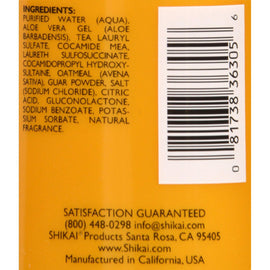 INGREDIENTS:
PURIFIED WATER (AQUA),
ALOE VERA GEL (ALOE
BARBADENSIS), TEA LAURYL
SULFATE, COCAMIDE MEA,
LAURETH SULFOSUCCINATE,
COCAMIDOPROPYL HYDROXY-
SULTAINE, OATMEAL (AVENA
SATIVA), GUAR POWDER, SALT
(SODIUM CHLORIDE), CITRIC
ACID, GLUCONOLACTONE,
SODIUM BENZOATE, POTAS-
SIUM SORBATE, NATURAL
FRAGRANCE.
0 81738 36305 6
SATISFACTION GUARANTEED
(800) 448-0298 info@shikai.com
SHIKAI® Products Santa Rosa, CA 95405
www.Shikai.com
Manufactured in California, USA